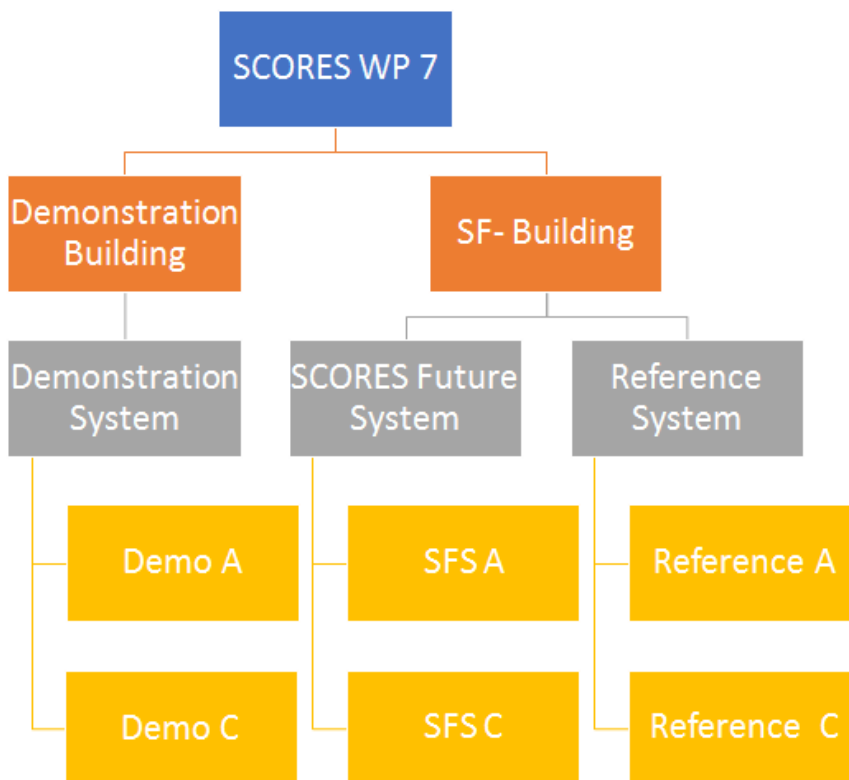 SCORES WP 7
Demonstration
Building
SF- Building
Demonstration
System
SCORES Future
System
Reference
System
Demo A
SFS A
Reference A
Demo C
SFS C
Reference C